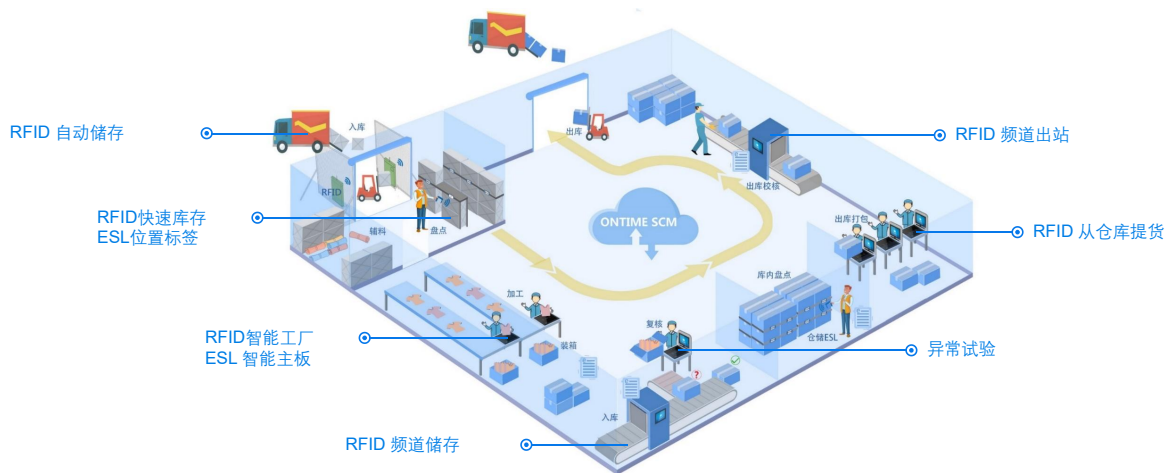 RFID 自动储存
入库
RFID
RFID快速库存
ESL位置标签
盘点
辅料
出库
出库校核
RFID 频道出站
ONTIME SCM
出库打包
RFID 从仓库提货
库内盘点
仓储ESL
加工
RFID智能工厂
ESL 智能主板
装箱
复核
异常试验
?
入库
RFID 频道储存